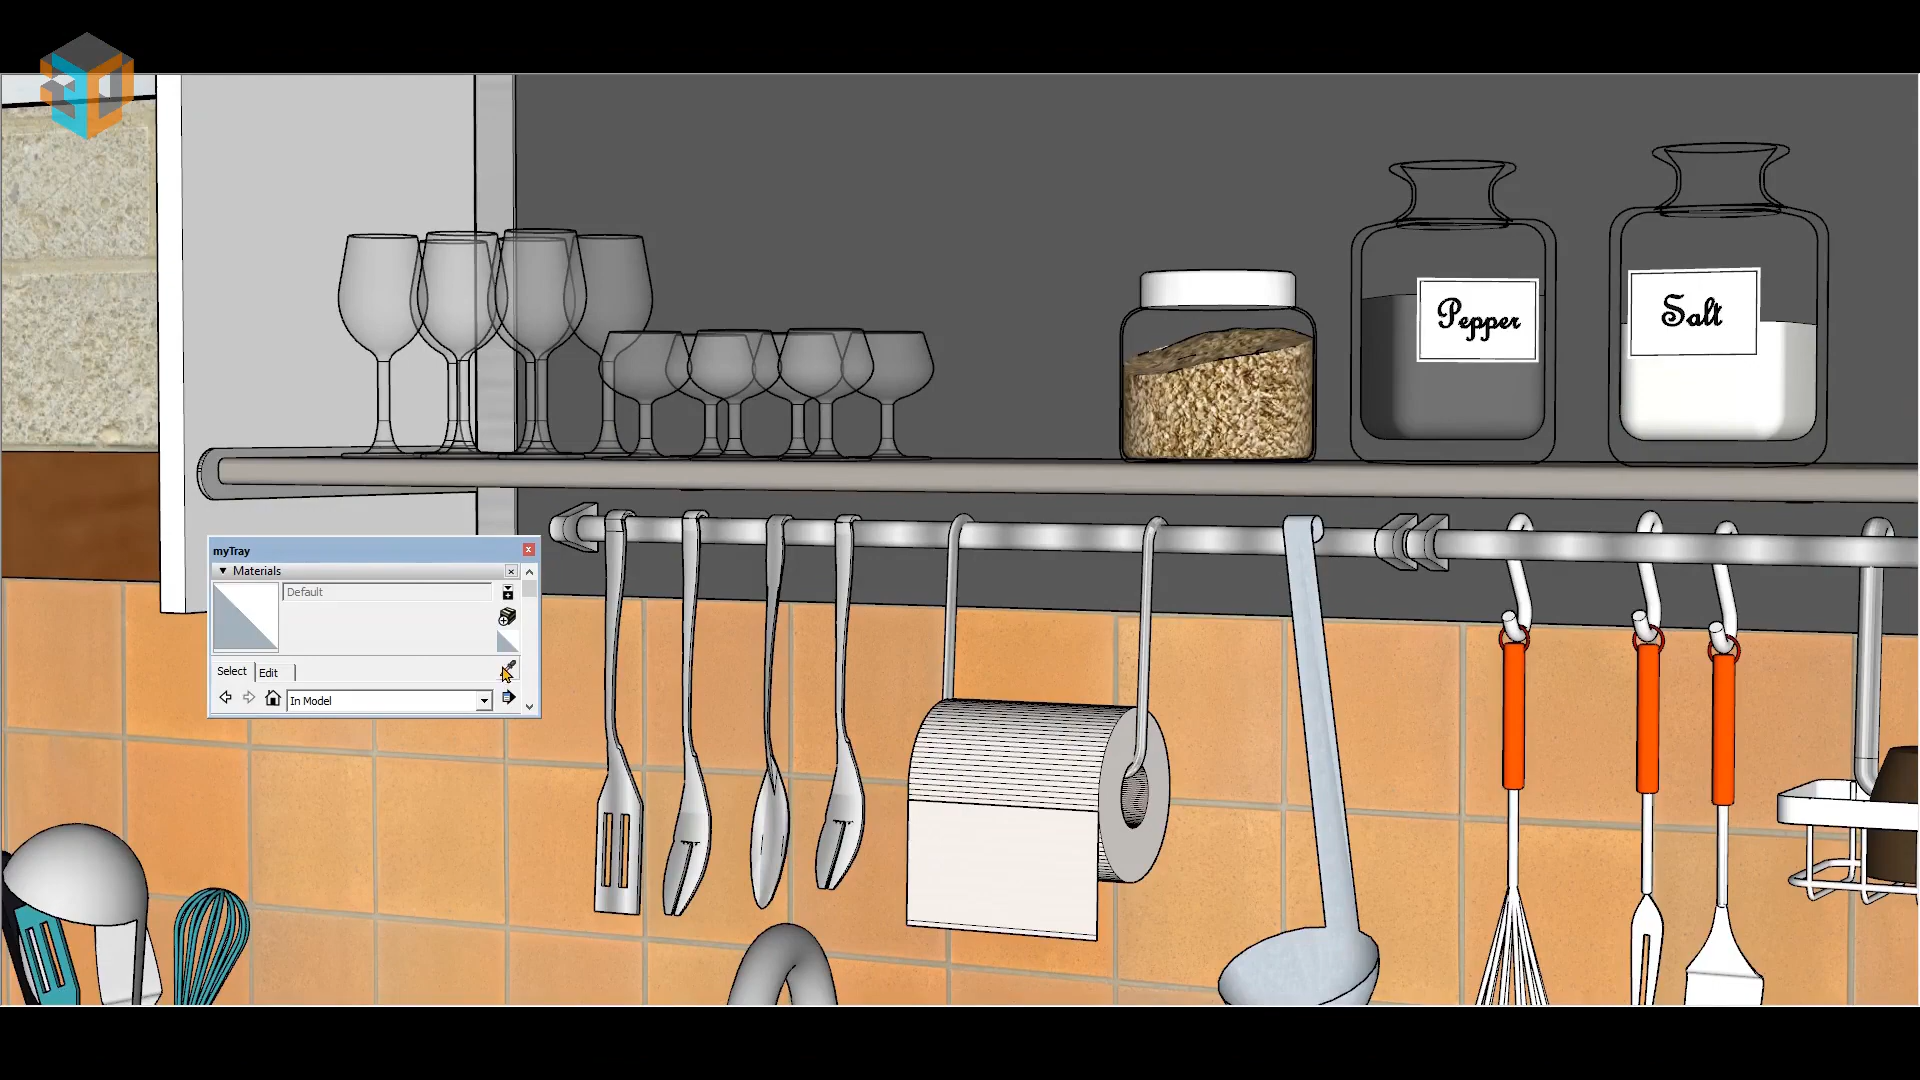 Pepper
Salt
myTray
Materials
Default
Select
Edit
In Model